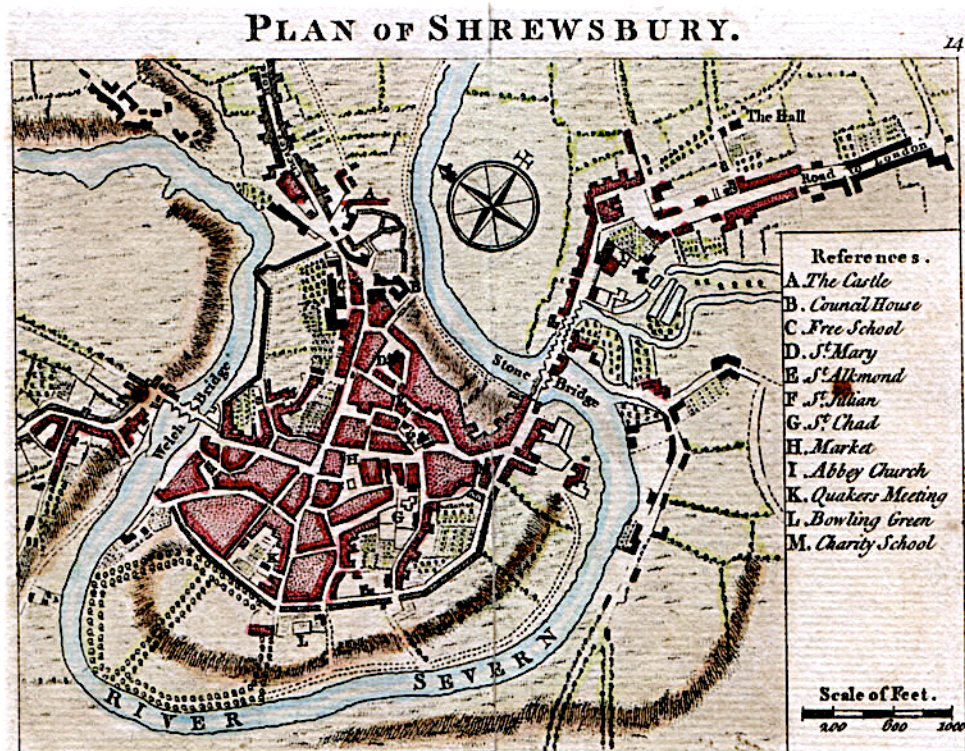 PLAN OF SHREWSBURY.
14
The Hall
Road to London
A
B
C
D
E
F
G
H
I
K
L
Welch Bridge
Stone Bridge
RIVER SEVERN
References.
A. The Castle
B. Council House
C. Free School
D. St. Mary
E. St. Alkmond
F. St. Jullian
G. St. Chad
H. Market
I. Abbey Church
K. Quakers Meeting
L. Bowling Green
M. Charity School
Scale of Feet.
200 600 1000